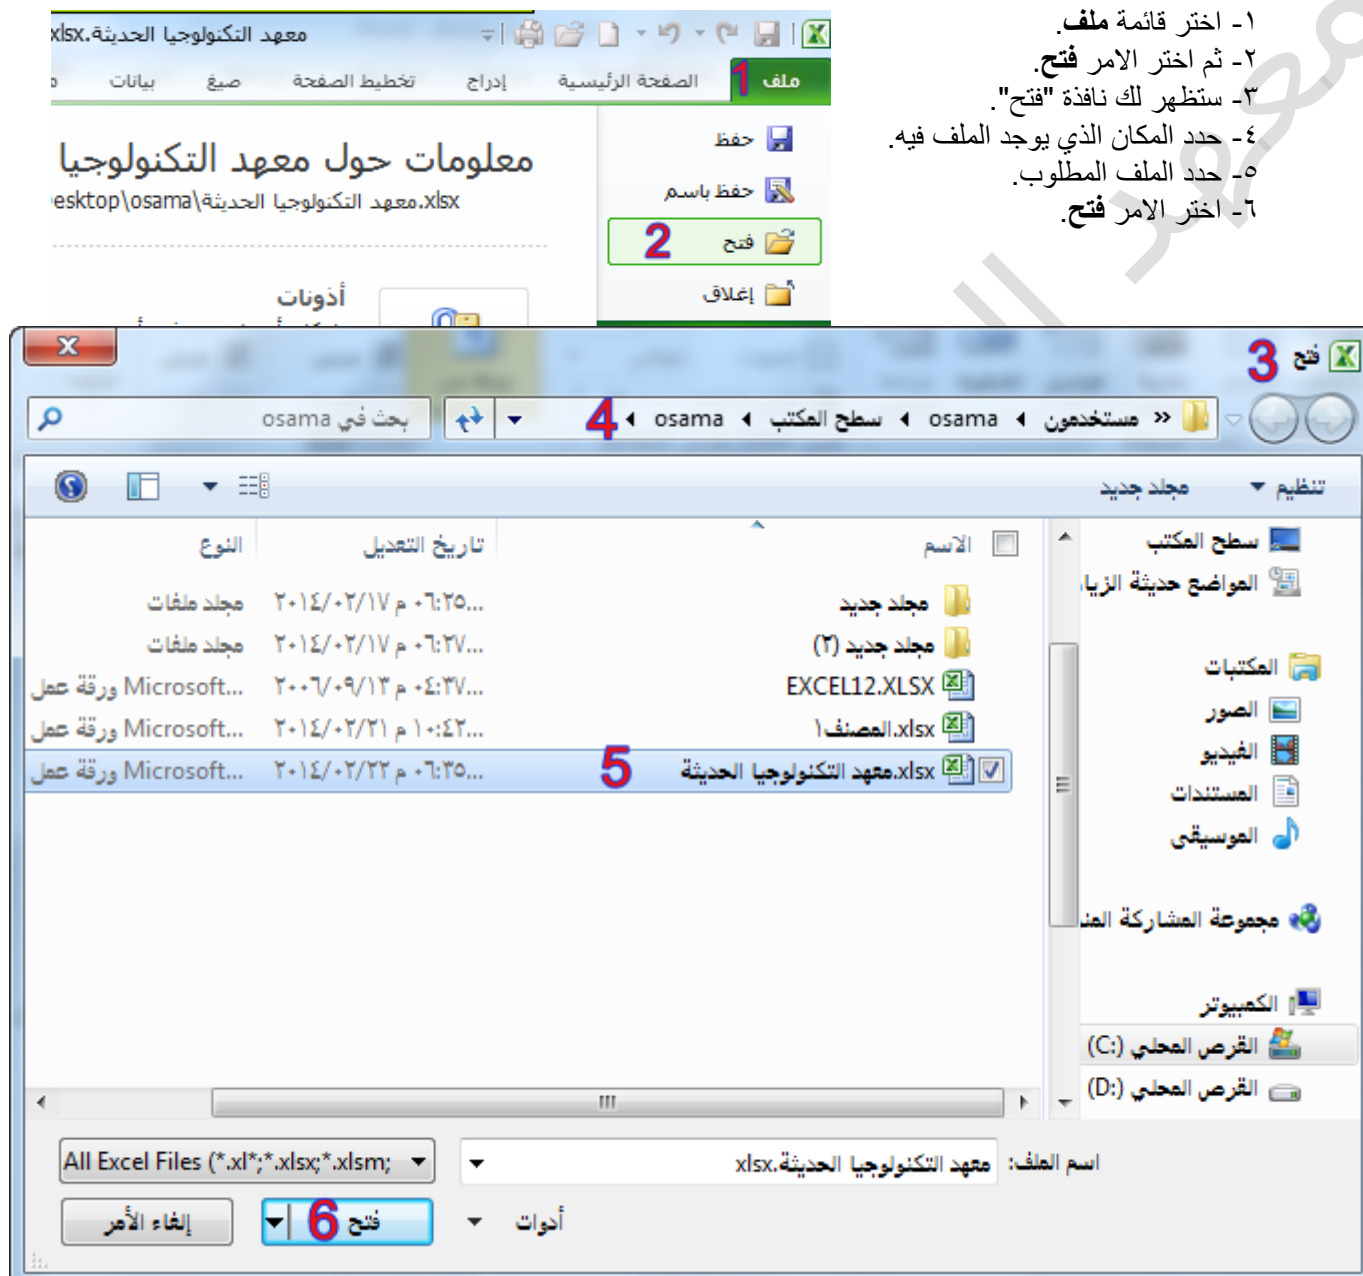 ١- اختر قائمة ملف.
٢- ثم اختر الامر فتح.
٣- ستظهر لك نافذة "فتح".
٤- حدد المكان الذي يوجد الملف فيه.
٥- حدد الملف المطلوب.
٦- اختر الامر فتح.
معهد التكنولوجيا الحديثة.xlsx
ملف 1 الصفحة الرئيسية إدراج تخطيط الصفحة صيغ بيانات
حفظ
حفظ باسم
2 فتح
إغلاق
معلومات حول معهد التكنولوجيا
esktop\osama\معهد التكنولوجيا الحديثة.xlsx
أذونات
فتح 3
» مستخدمون osama سطح المكتب osama 4
بحث في osama
تنظيم مجلد جديد
سطح المكتب
المواضع حديثة الزيا
المكتبات
الصور
الفيديو
المستندات
الموسيقى
مجموعة المشاركة المنز
الكمبيوتر
القرص المحلي (C:)
القرص المحلي (D:)
الاسم تاريخ التعديل النوع
مجلد جديد ٢٠١٤/٠٢/١٧ ٠٦:٢٥ م... مجلد ملفات
مجلد جديد (٢) ٢٠١٤/٠٢/١٧ ٠٦:٢٧ م... مجلد ملفات
EXCEL12.XLSX ٢٠٠٦/٠٩/١٣ ٠٤:٣٧ م... ورقة عمل Microsoft...
المصنف١.xlsx ٢٠١٤/٠٢/٢١ ١٠:٤٢ م... ورقة عمل Microsoft...
معهد التكنولوجيا الحديثة.xlsx 5 ٢٠١٤/٠٢/٢٢ ٠٦:٣٥ م... ورقة عمل Microsoft...
اسم الملف: معهد التكنولوجيا الحديثة.xlsx
All Excel Files (*.xl*;*.xlsx;*.xlsm;
أدوات فتح 6 إلغاء الأمر